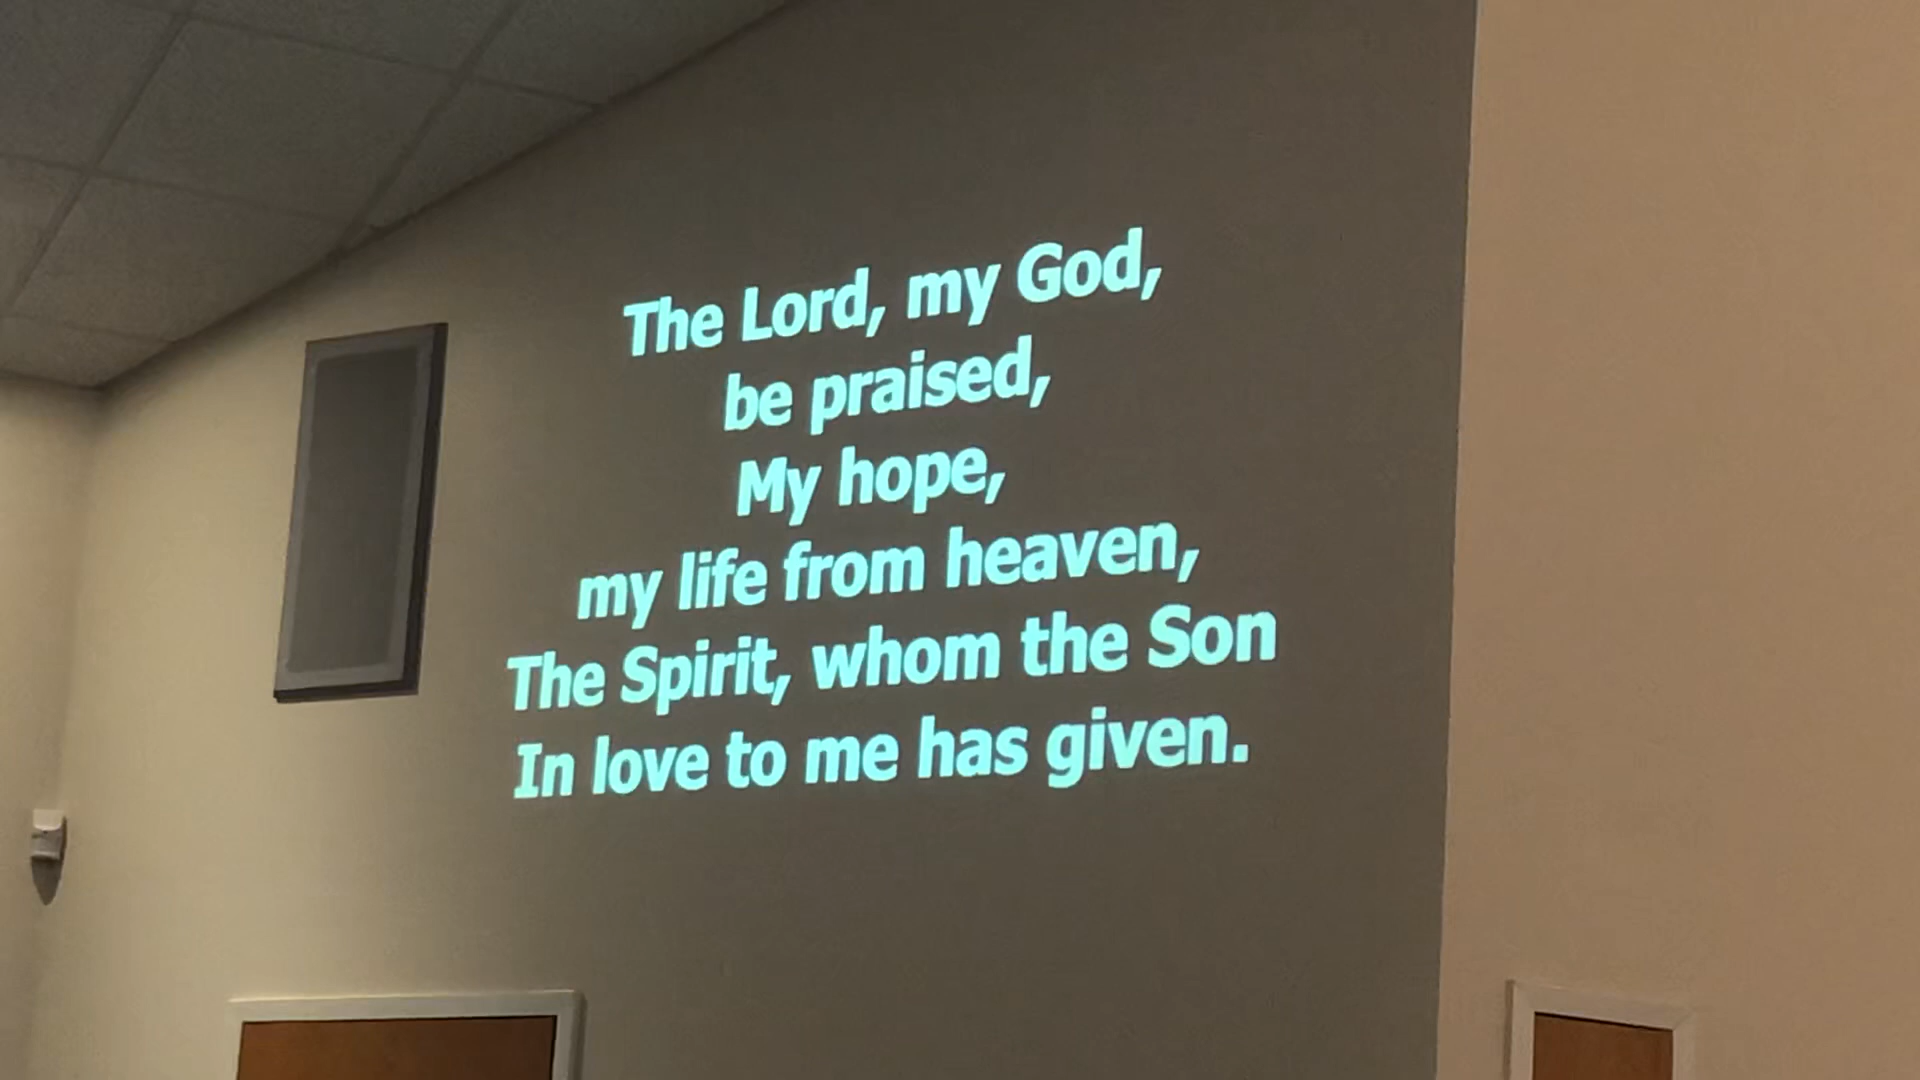 The Lord, my God,
be praised,
My hope,
my life from heaven,
The Spirit, whom the Son
In love to me has given.